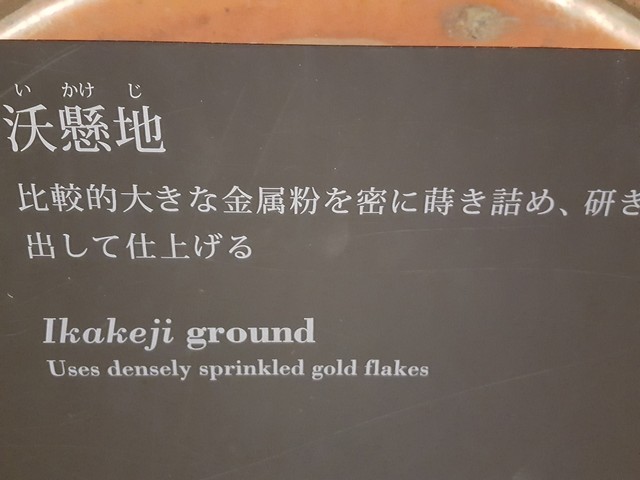 い かけ じ
沃懸地
比較的大きな金属粉を密に蒔き詰め、研き
出して仕上げる
Ikakeji ground
Uses densely sprinkled gold flakes